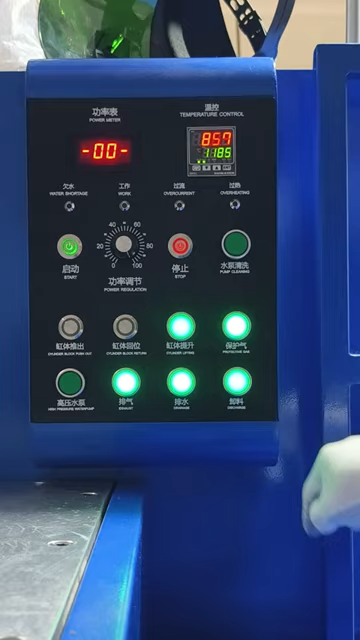 功率表
POWER METER
温控
TEMPERATURE CONTROL
-00-
857
1185
欠水
WATER SHORTAGE
工作
WORK
过流
OVERCURRENT
过热
OVERHEATING
0 20 40 60 80 100
启动
START
功率调节
POWER REGULATION
停止
STOP
水泵清洗
PUMP CLEANING
缸体推出
CYLINDER BLOCK PUSH OUT
缸体回位
CYLINDER BLOCK RETURN
缸体提升
CYLINDER LIFTING
保护气
PROTECTIVE GAS
高压水泵
HIGH PRESSURE WATERPUMP
排气
EXHAUST
排水
DRAINAGE
卸料
DISCHARGE